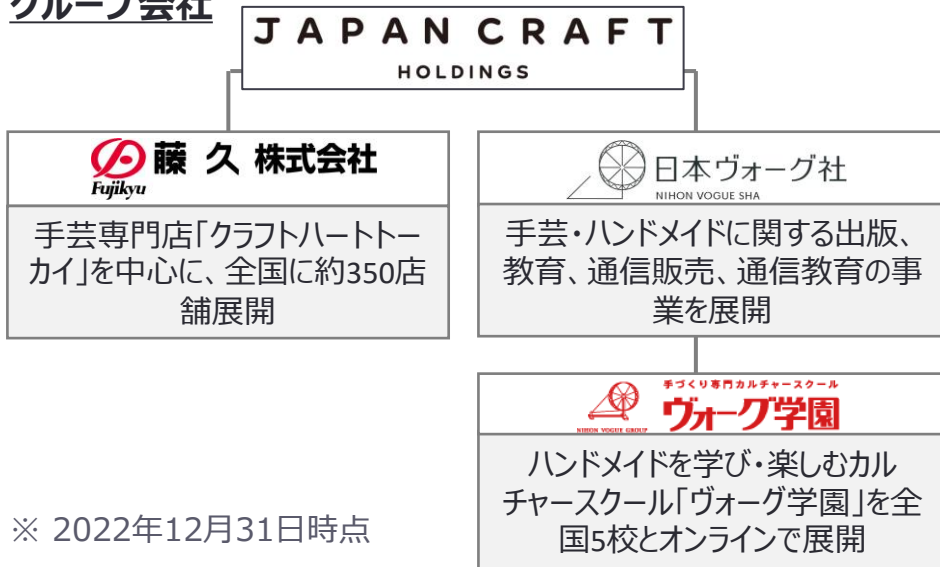 グループ会社
JAPAN CRAFT
HOLDINGS
藤久 株式会社
Fujikyu
手芸専門店「クラフトハートトー
カイ」を中心に、全国に約350店
舗展開
日本ヴォーグ社
NIHON VOGUE SHA
手芸・ハンドメイドに関する出版、
教育、通信販売、通信教育の事
業を展開
手づくり専門カルチャースクール
ヴォーグ学園
NIHON VOGUE GROUP
ハンドメイドを学び・楽しむカル
チャースクール「ヴォーグ学園」を全
国5校とオンラインで展開
※ 2022年12月31日時点